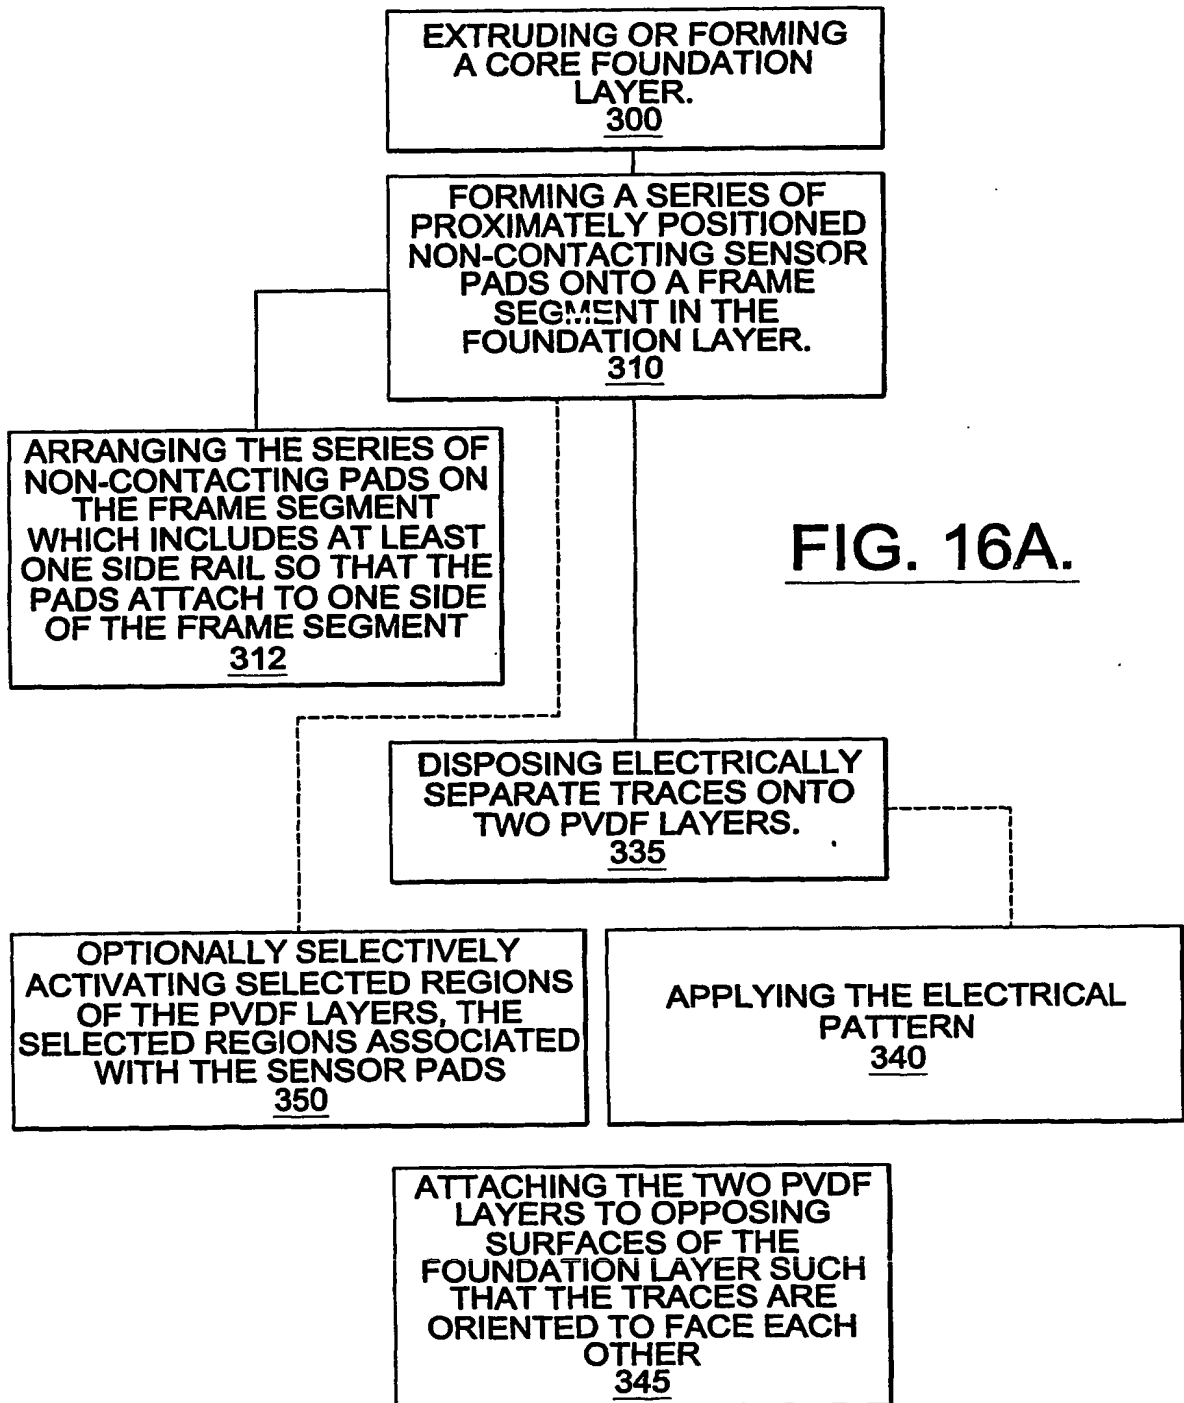 EXTRUDING OR FORMING
A CORE FOUNDATION
LAYER.
300
FORMING A SERIES OF
PROXIMATELY POSITIONED
NON-CONTACTING SENSOR
PADS ONTO A FRAME
SEGMENT IN THE
FOUNDATION LAYER.
310
ARRANGING THE SERIES OF
NON-CONTACTING PADS ON
THE FRAME SEGMENT
WHICH INCLUDES AT LEAST
ONE SIDE RAIL SO THAT THE
PADS ATTACH TO ONE SIDE
OF THE FRAME SEGMENT
312
FIG. 16A.
DISPOSING ELECTRICALLY
SEPARATE TRACES ONTO
TWO PVDF LAYERS.
335
OPTIONALLY SELECTIVELY
ACTIVATING SELECTED REGIONS
OF THE PVDF LAYERS, THE
SELECTED REGIONS ASSOCIATED
WITH THE SENSOR PADS
350
APPLYING THE ELECTRICAL
PATTERN
340
ATTACHING THE TWO PVDF
LAYERS TO OPPOSING
SURFACES OF THE
FOUNDATION LAYER SUCH
THAT THE TRACES ARE
ORIENTED TO FACE EACH
OTHER
345